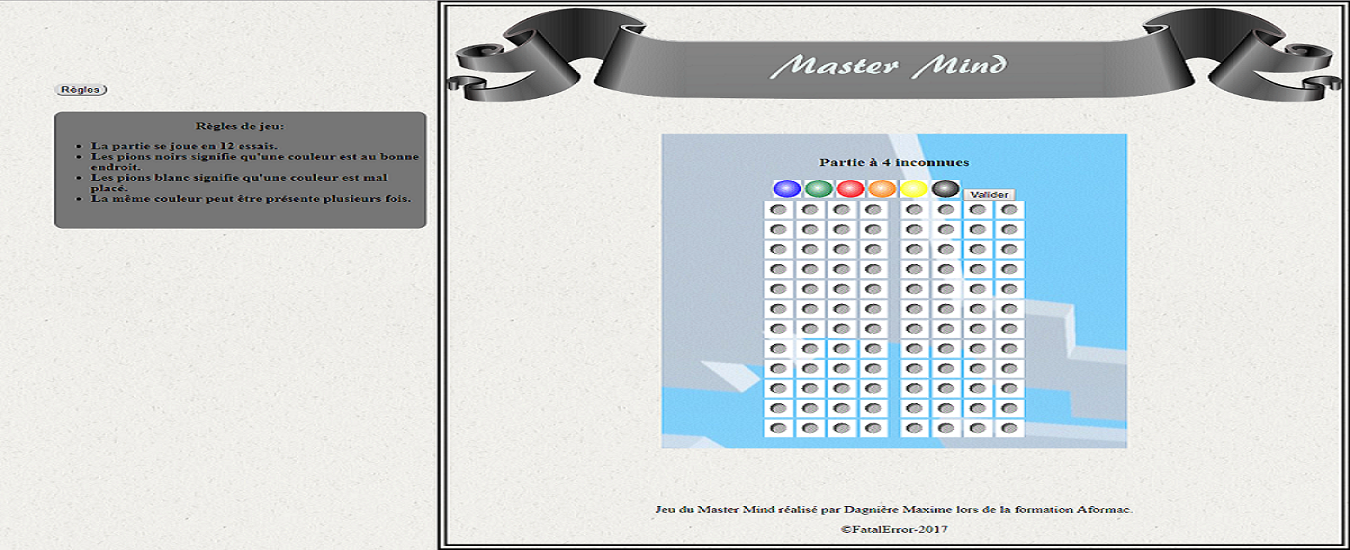 Règles
Règles de jeu:
La partie se joue en 12 essais.
Les pions noirs signifie qu'une couleur est au bonne
endroit.
Les pions blanc signifie qu'une couleur est mal
placé.
La même couleur peut être présente plusieurs fois.
Master Mind
Partie à 4 inconnues
Valider
Jeu du Master Mind réalisé par Dagnière Maxime lors de la formation Aformac.
©FatalError-2017